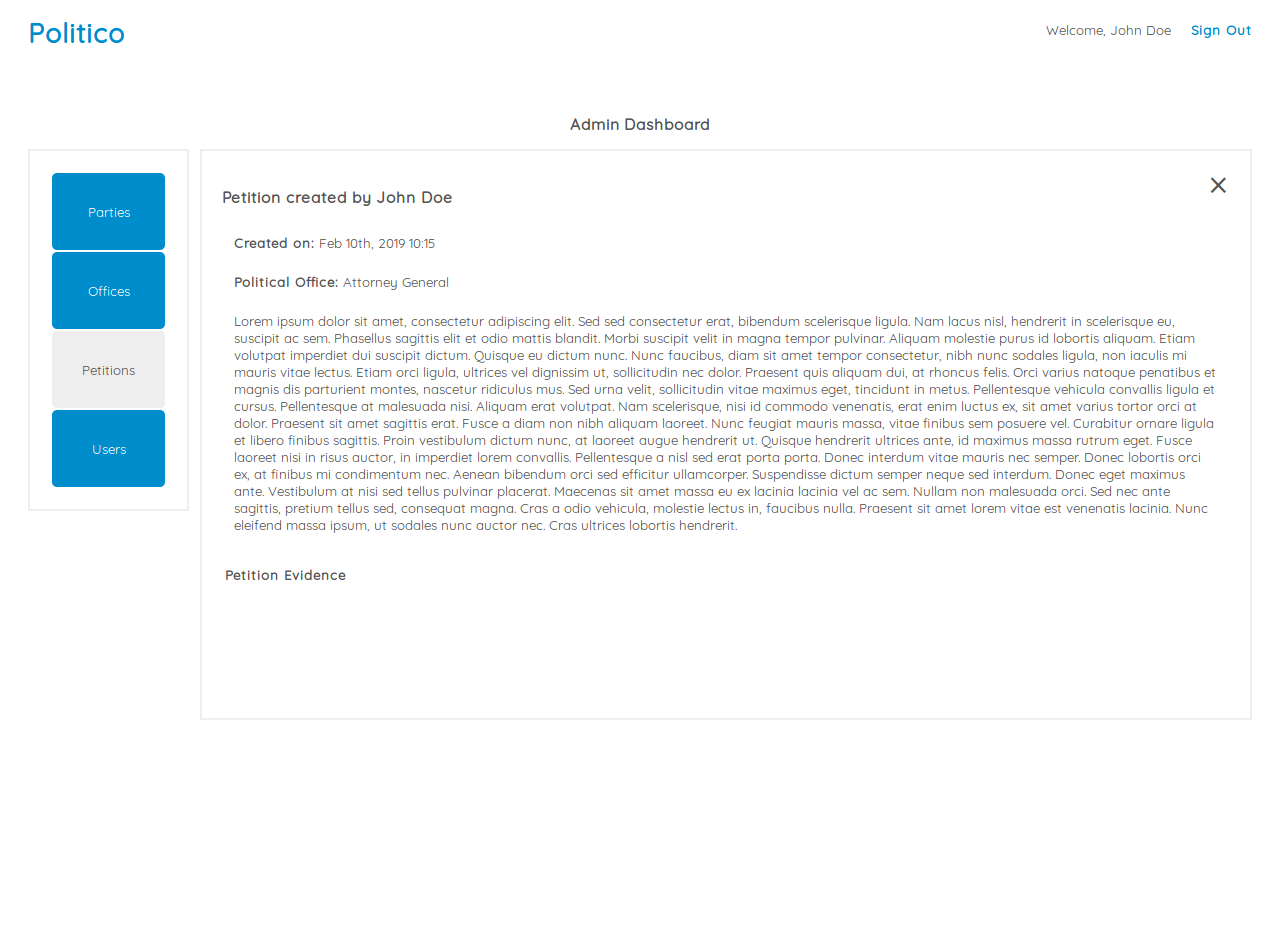 Politico
Welcome, John Doe Sign Out
Admin Dashboard
Parties
Offices
Petitions
Users
Petition created by John Doe
Created on: Feb 10th, 2019 10:15
Political Office: Attorney General
Lorem ipsum dolor sit amet, consectetur adipiscing elit. Sed sed consectetur erat, bibendum scelerisque ligula. Nam lacus nisl, hendrerit in scelerisque eu,
suscipit ac sem. Phasellus sagittis elit et odio mattis blandit. Morbi suscipit velit in magna tempor pulvinar. Aliquam molestie purus id lobortis aliquam. Etiam
volutpat imperdiet dui suscipit dictum. Quisque eu dictum nunc. Nunc faucibus, diam sit amet tempor consectetur, nibh nunc sodales ligula, non iaculis mi
mauris vitae lectus. Etiam orci ligula, ultrices vel dignissim ut, sollicitudin nec dolor. Praesent quis aliquam dui, at rhoncus felis. Orci varius natoque penatibus et
magnis dis parturient montes, nascetur ridiculus mus. Sed urna velit, sollicitudin vitae maximus eget, tincidunt in metus. Pellentesque vehicula convallis ligula et
cursus. Pellentesque at malesuada nisi. Aliquam erat volutpat. Nam scelerisque, nisi id commodo venenatis, erat enim luctus ex, sit amet varius tortor orci at
dolor. Praesent sit amet sagittis erat. Fusce a diam non nibh aliquam laoreet. Nunc feugiat mauris massa, vitae finibus sem posuere vel. Curabitur ornare ligula
et libero finibus sagittis. Proin vestibulum dictum nunc, at laoreet augue hendrerit ut. Quisque hendrerit ultrices ante, id maximus massa rutrum eget. Fusce
laoreet nisi in risus auctor, in imperdiet lorem convallis. Pellentesque a nisl sed erat porta porta. Donec interdum vitae mauris nec semper. Donec lobortis orci
ex, at finibus mi condimentum nec. Aenean bibendum orci sed efficitur ullamcorper. Suspendisse dictum semper neque sed interdum. Donec eget maximus
ante. Vestibulum at nisi sed tellus pulvinar placerat. Maecenas sit amet massa eu ex lacinia lacinia vel ac sem. Nullam non malesuada orci. Sed nec ante
sagittis, pretium tellus sed, consequat magna. Cras a odio vehicula, molestie lectus in, faucibus nulla. Praesent sit amet lorem vitae est venenatis lacinia. Nunc
eleifend massa ipsum, ut sodales nunc auctor nec. Cras ultrices lobortis hendrerit.
Petition Evidence